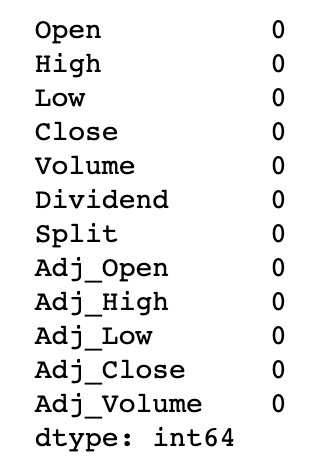 Open 0
High 0
Low 0
Close 0
Volume 0
Dividend 0
Split 0
Adj_Open 0
Adj_High 0
Adj_Low 0
Adj_Close 0
Adj_Volume 0
dtype: int64